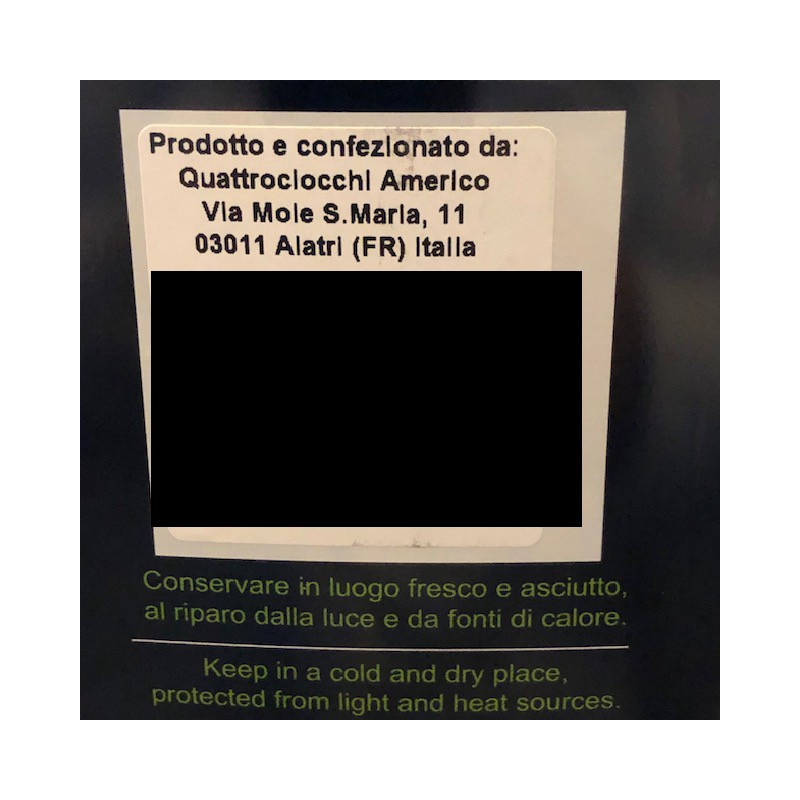 Prodotto e confezionato da:
Quattrociocchi Americo
Via Mole S.Maria, 11
03011 Alatri (FR) Italia
Conservare in luogo fresco e asciutto,
al riparo dalla luce e da fonti di calore.
Keep in a cold and dry place,
protected from light and heat sources.